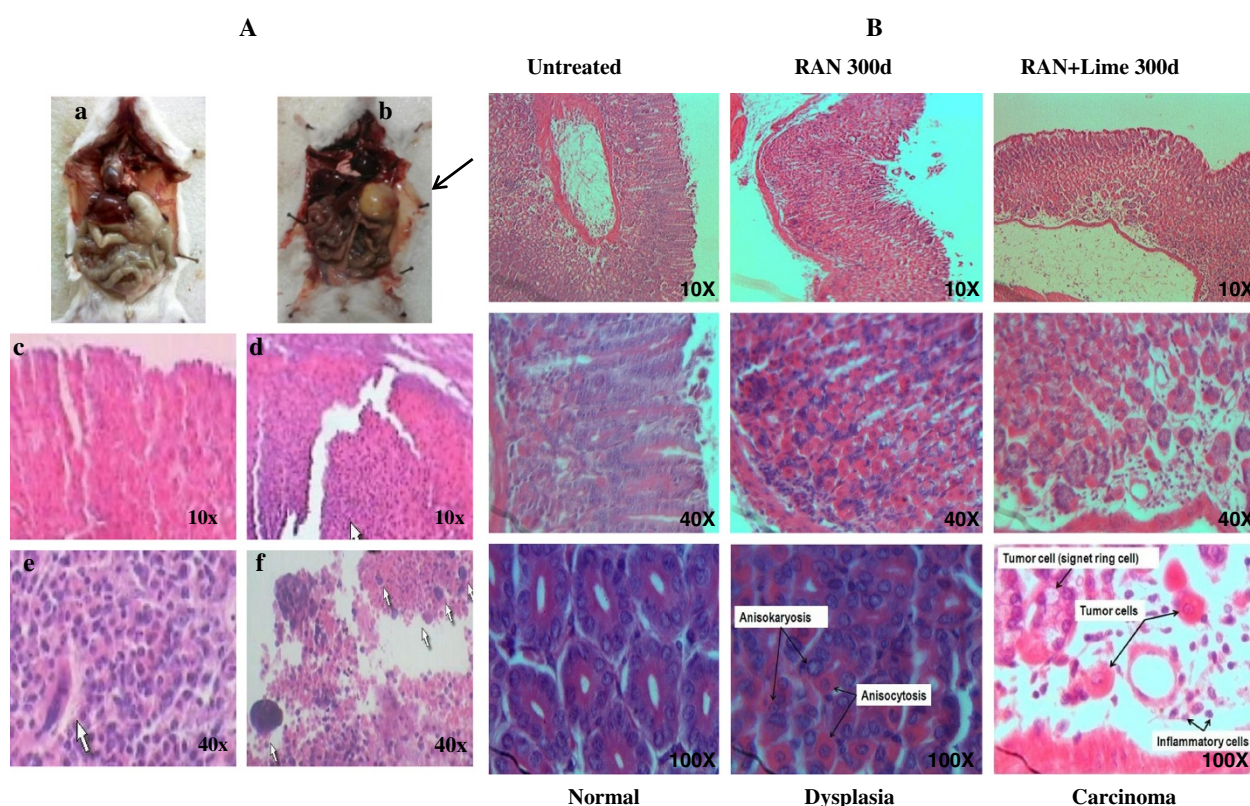 A
B
Untreated
RAN 300d
RAN+Lime 300d
a
b
10X
10X
10X
c
10x
d
10x
40X
40X
40X
e
40x
f
40x
100X
Anisokaryosis
Anisocytosis
100X
Tumor cell (signet ring cell)
Tumor cells
Inflammatory cells
100X
Normal
Dysplasia
Carcinoma